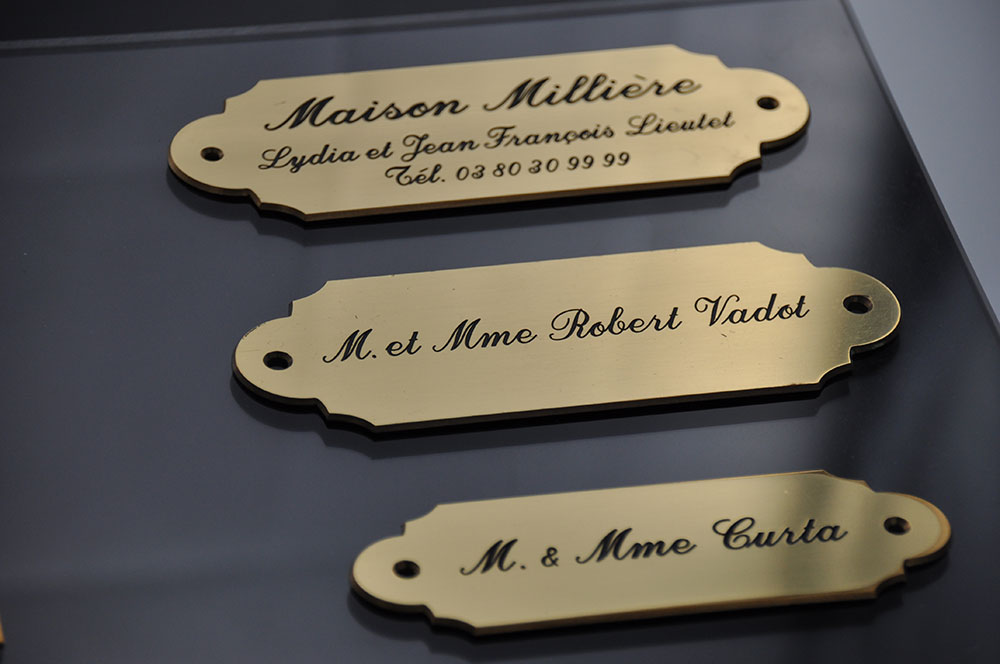 Maison Millière
Lydia et Jean François Lieutet
Tél. 03 80 30 99 99
M. et Mme Robert Vadot
M. & Mme Curta